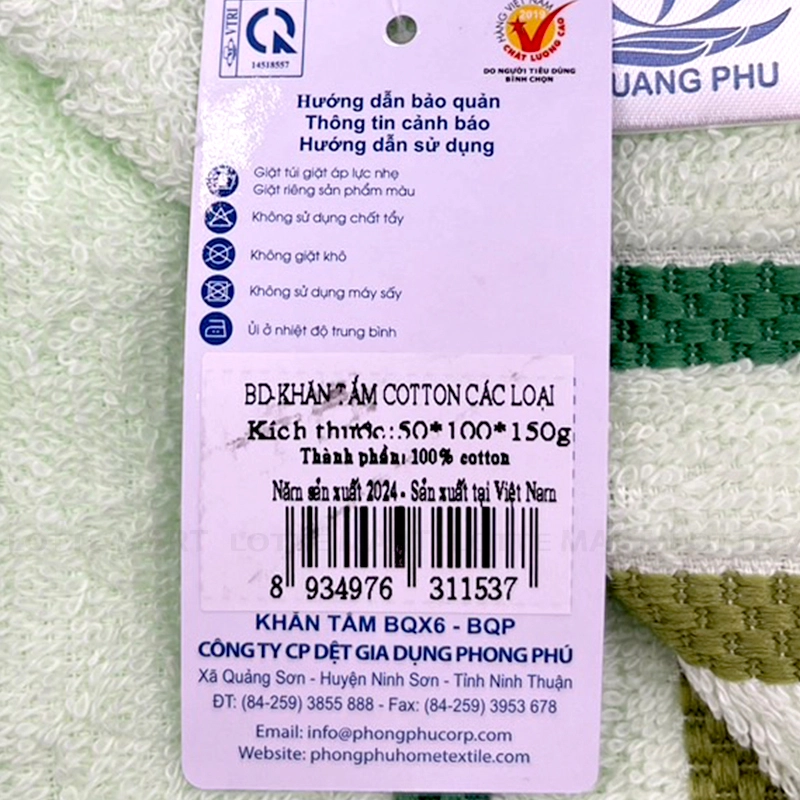 VTRI
14518557
HÀNG VIỆT NAM
2019
CHẤT LƯỢNG CAO
DO NGƯỜI TIÊU DÙNG
BÌNH CHỌN
UANG PHU
Hướng dẫn bảo quản
Thông tin cảnh báo
Hướng dẫn sử dụng
Giặt túi giặt áp lực nhẹ
Giặt riêng sản phẩm màu
Không sử dụng chất tẩy
Không giặt khô
Không sử dụng máy sấy
Ủi ở nhiệt độ trung bình
BD-KHĂN TẮM COTTON CÁC LOẠI
Kích thước:50*100*150g
Thành phần: 100% cotton
Năm sản xuất 2024 - Sản xuất tại Việt Nam
8 934976 311537
KHĂN TẮM BQX6 - BQP
CÔNG TY CP DỆT GIA DỤNG PHONG PHÚ
Xã Quảng Sơn - Huyện Ninh Sơn - Tỉnh Ninh Thuận
ĐT: (84-259) 3855 888 - Fax: (84-259) 3953 678
Email: info@phongphucorp.com
Website: phongphuhometextile.com